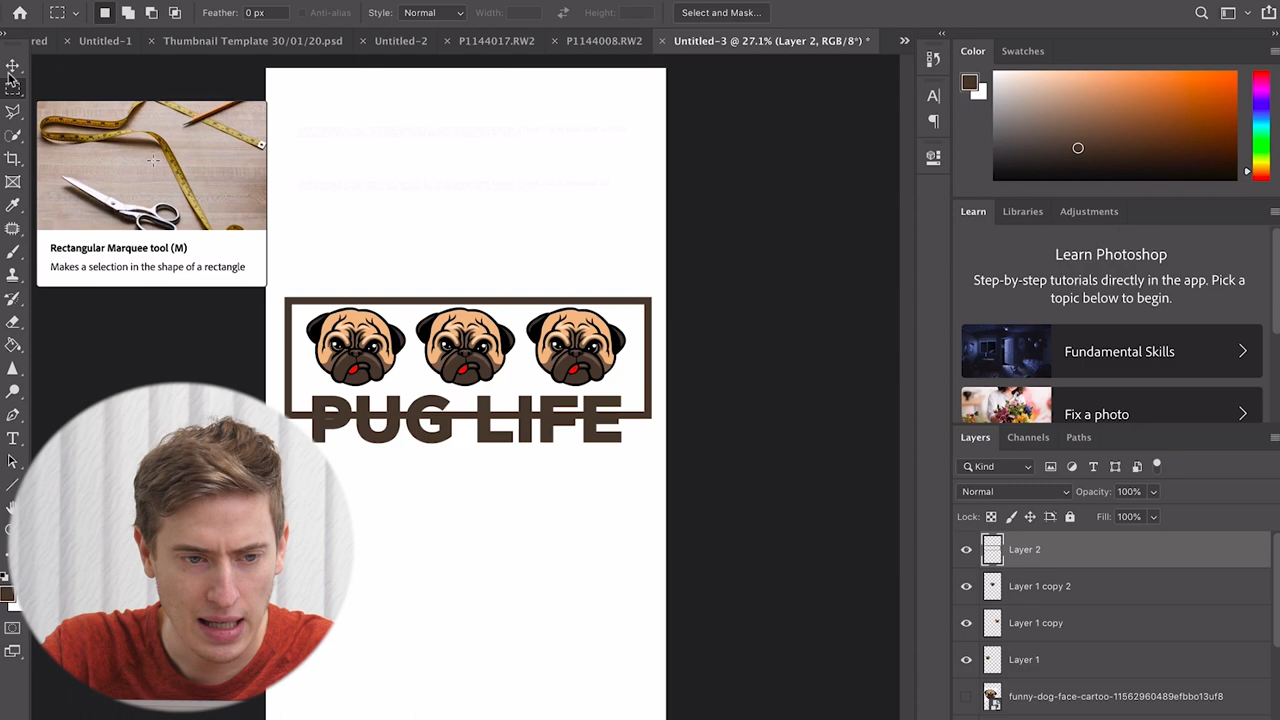 Feather: 0 px Anti-alias Style: Normal Width: Height: Select and Mask...
red × Untitled-1 × Thumbnail Template 30/01/20.psd × Untitled-2 × P1144017.RW2 × P1144008.RW2 × Untitled-3 @ 27.1% (Layer 2, RGB/8*) *
Rectangular Marquee tool (M)
Makes a selection in the shape of a rectangle
PUG LIFE
Color Swatches
Learn Libraries Adjustments
Learn Photoshop
Step-by-step tutorials directly in the app. Pick a
topic below to begin.
Fundamental Skills
Fix a photo
Layers Channels Paths
Kind
Normal Opacity: 100%
Lock: Fill: 100%
Layer 2
Layer 1 copy 2
Layer 1 copy
Layer 1
funny-dog-face-cartoo-11562960489efbbo13uf8